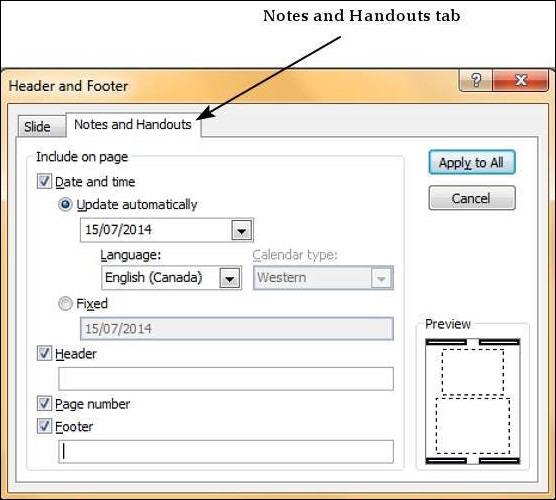 Notes and Handouts tab
Header and Footer
?
Slide
Notes and Handouts
Include on page
Date and time
Update automatically
15/07/2014
Language:
Calendar type:
English (Canada)
Western
Fixed
15/07/2014
Header
Page number
Footer
Apply to All
Cancel
Preview